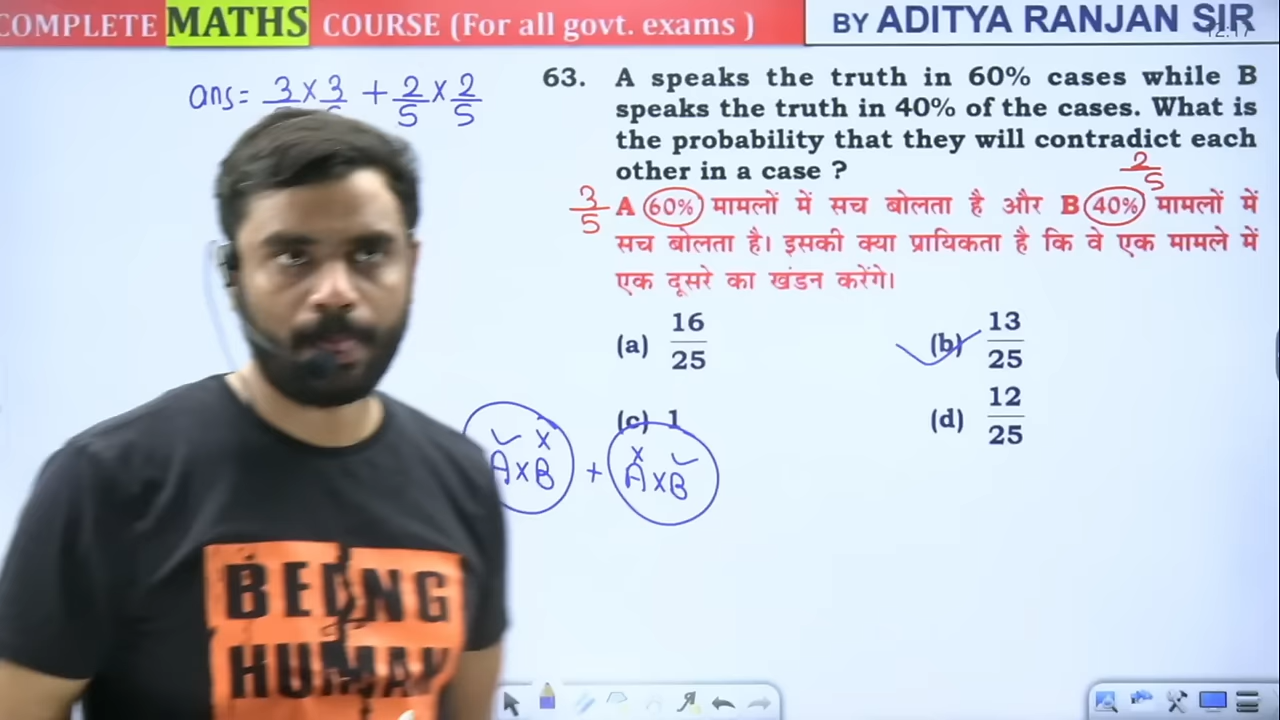 COMPLETE MATHS COURSE (For all govt. exams )
BY ADITYA RANJAN SIR
12:17
ans= 3 × 3 + 2/5 × 2/5
63. A speaks the truth in 60% cases while B
speaks the truth in 40% of the cases. What is
the probability that they will contradict each
other in a case ?
2/5
3/5 A 60% मामलों में सच बोलता है और B 40% मामलों में
सच बोलता है। इसकी क्या प्रायिकता है कि वे एक मामले में
एक दूसरे का खंडन करेंगे।
(a) 16/25
(b) 13/25
(c) 1
(d) 12/25
A×B + A×B
BEING
HUMAN